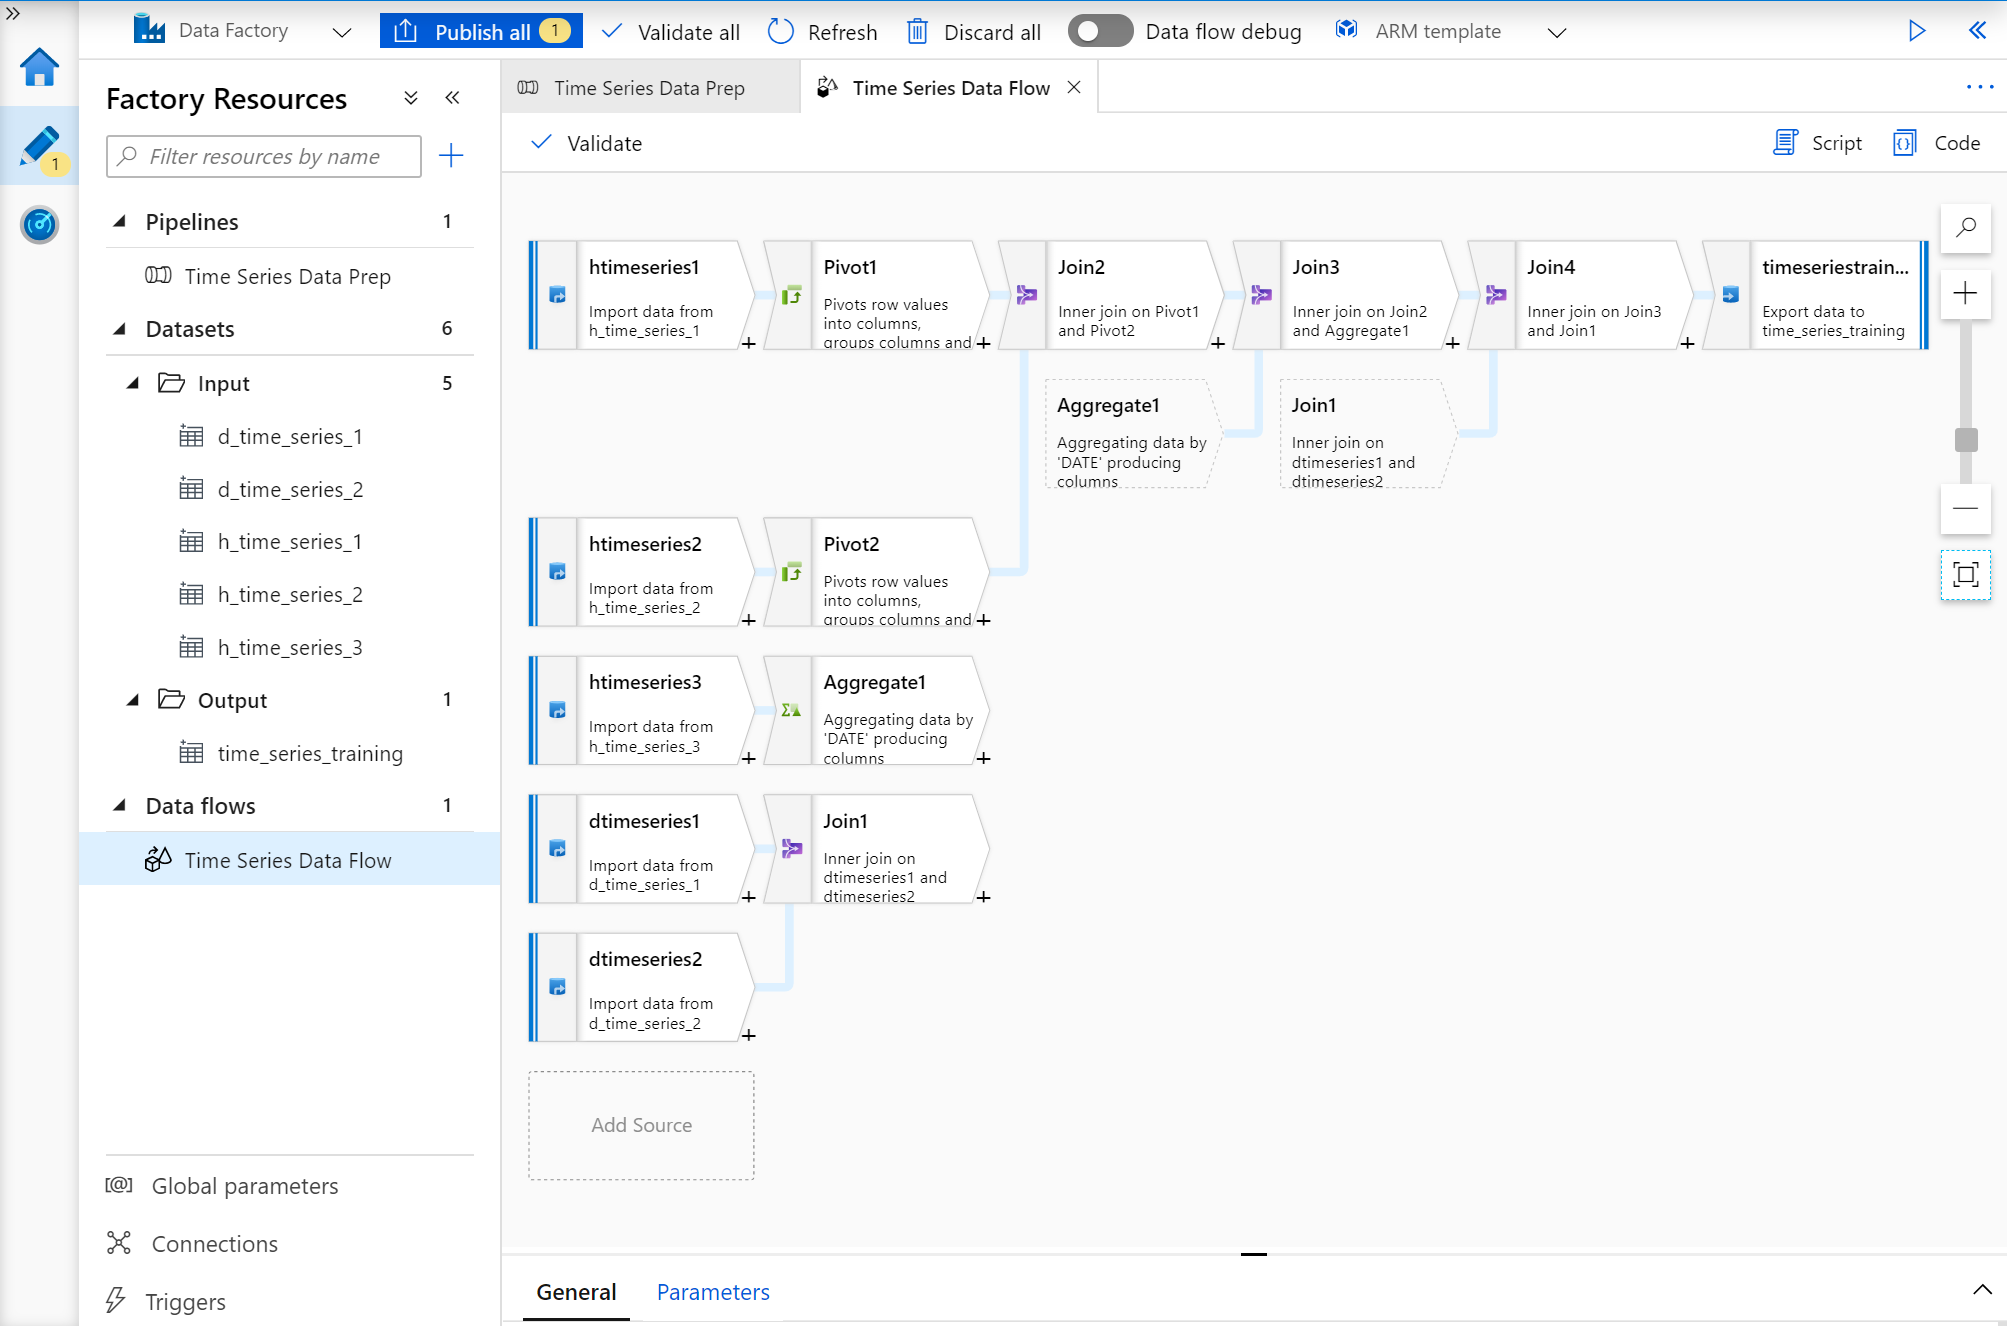 Data Factory
Publish all 1
Validate all
Refresh
Discard all
Data flow debug
ARM template
1
Factory Resources
Filter resources by name
Pipelines 1
Time Series Data Prep
Datasets 6
Input 5
d_time_series_1
d_time_series_2
h_time_series_1
h_time_series_2
h_time_series_3
Output 1
time_series_training
Data flows 1
Time Series Data Flow
Global parameters
Connections
Triggers
Time Series Data Prep
Time Series Data Flow
Validate
Script
Code
htimeseries1
Import data from
h_time_series_1
Pivot1
Pivots row values
into columns,
groups columns and
Join2
Inner join on Pivot1
and Pivot2
Join3
Inner join on Join2
and Aggregate1
Join4
Inner join on Join3
and Join1
timeseriestrain...
Export data to
time_series_training
Aggregate1
Aggregating data by
'DATE' producing
columns
Join1
Inner join on
dtimeseries1 and
dtimeseries2
htimeseries2
Import data from
h_time_series_2
Pivot2
Pivots row values
into columns,
groups columns and
htimeseries3
Import data from
h_time_series_3
Aggregate1
Aggregating data by
'DATE' producing
columns
dtimeseries1
Import data from
d_time_series_1
Join1
Inner join on
dtimeseries1 and
dtimeseries2
dtimeseries2
Import data from
d_time_series_2
Add Source
General
Parameters